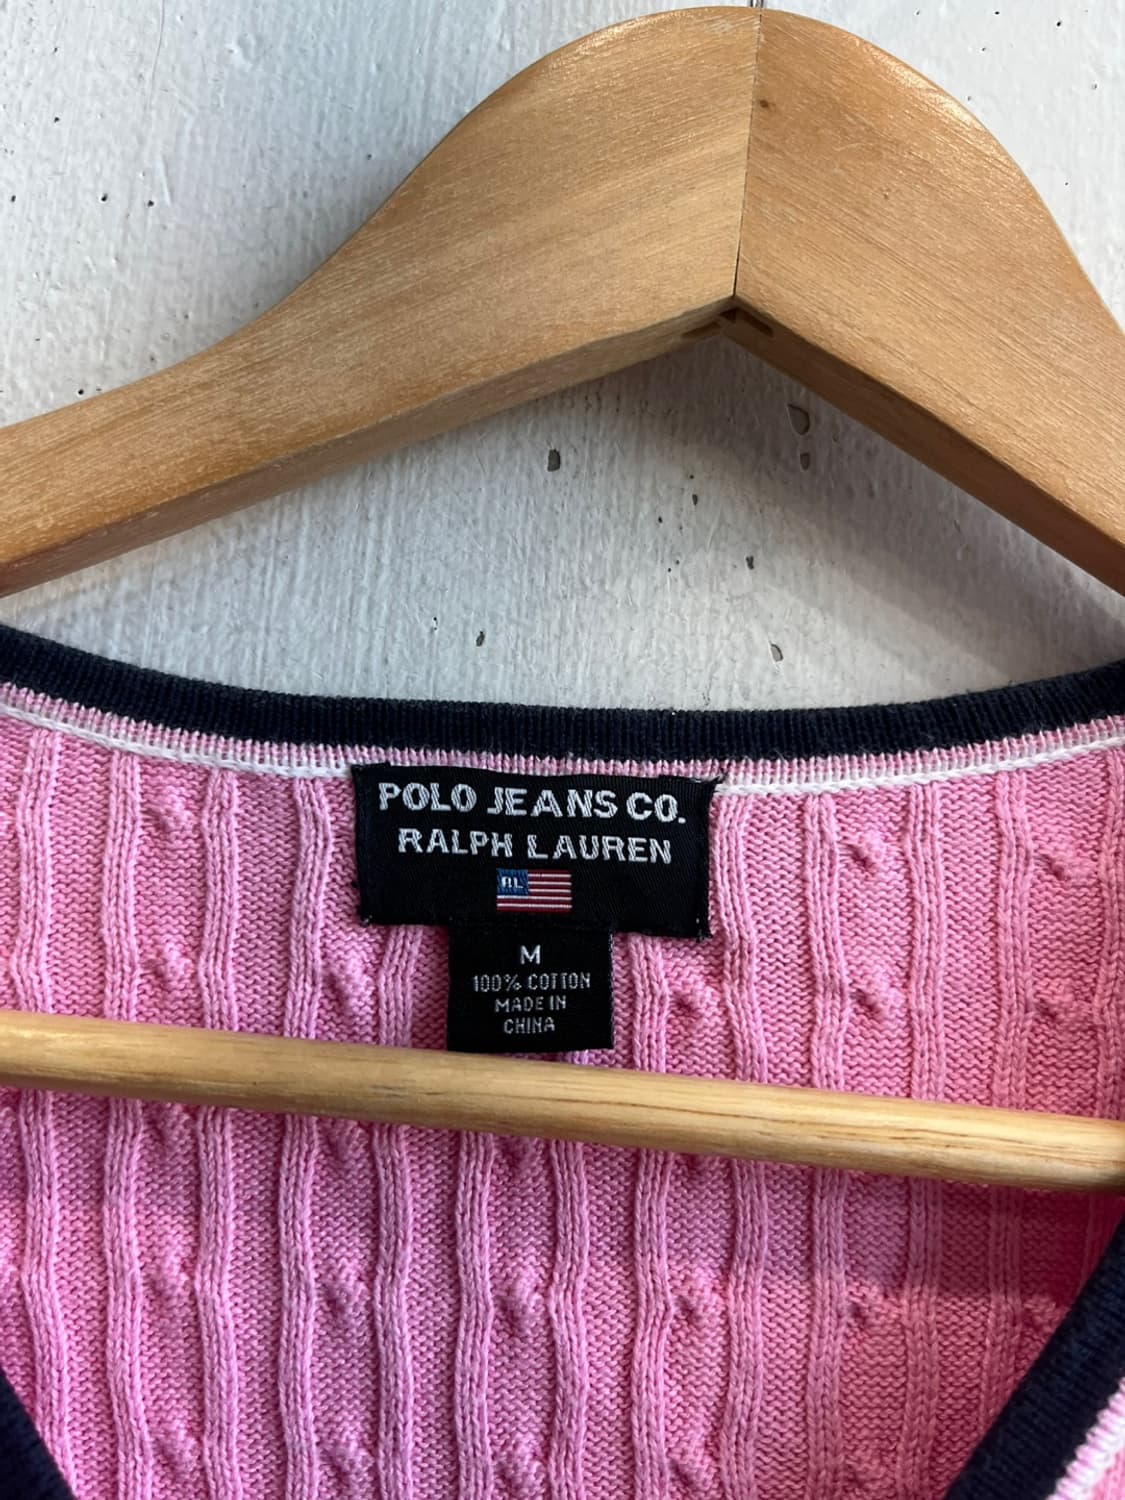 POLO JEANS CO.
RALPH LAUREN
RL
M
100% COTTON
MADE IN
CHINA